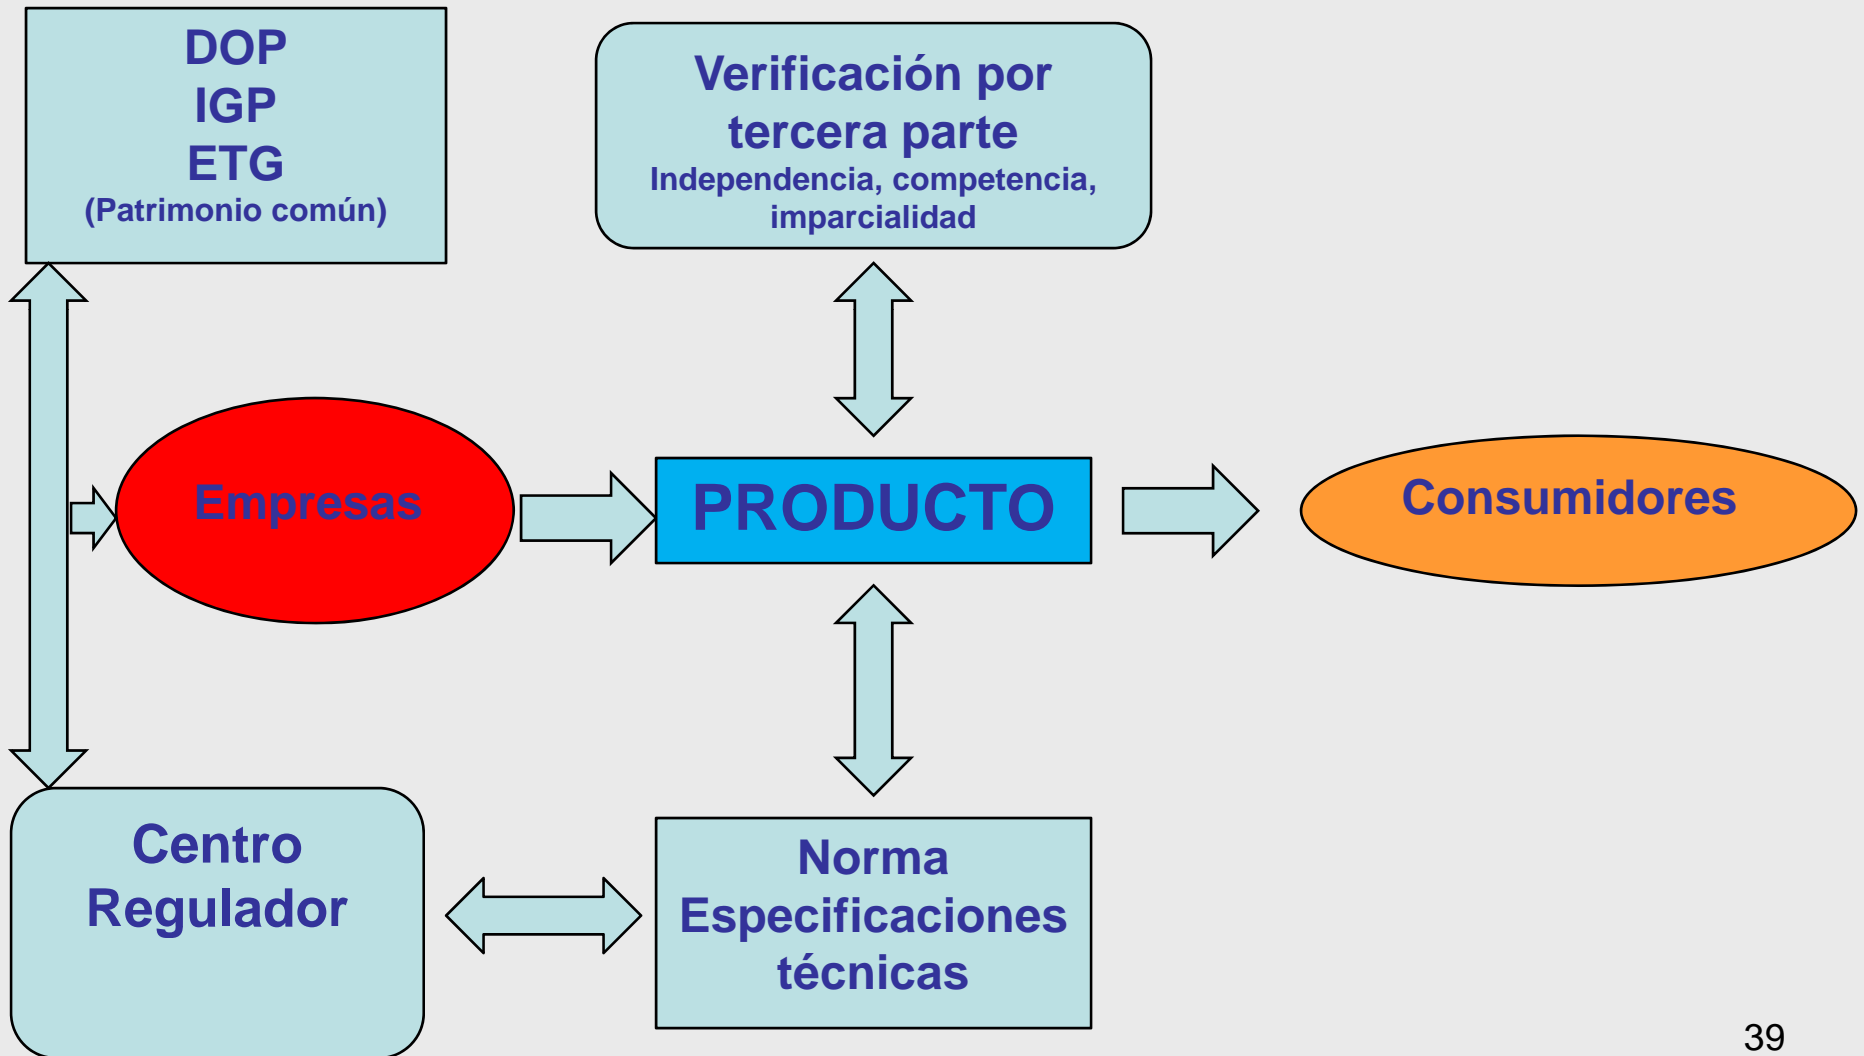 DOP
IGP
ETG
(Patrimonio común)
Verificación por
tercera parte
Independencia, competencia,
imparcialidad
Empresas
PRODUCTO
Consumidores
Centro
Regulador
Norma
Especificaciones
técnicas
39